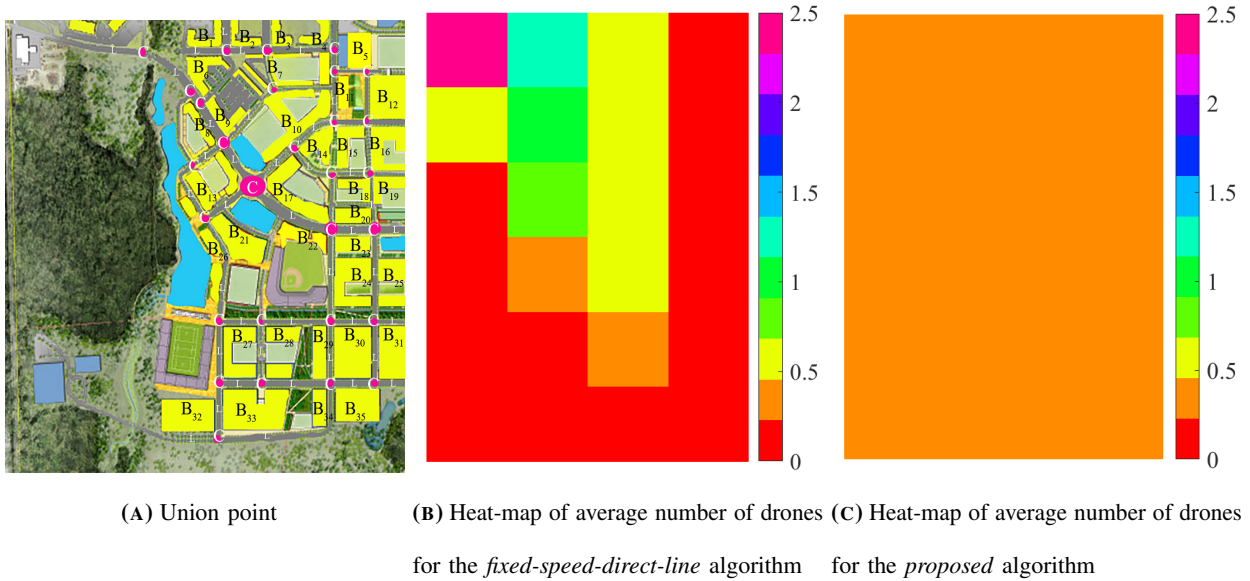 B1 B2 B3 B4
B5
B6
B7
B8
B9
B10
B11
B12
B13
B14
B15
B16
C
B17
B18
B19
B20
B21
B22
B23
B24
B25
B26
B27
B28
B29
B30
B31
B32
B33
B34
B35
2.5
2
1.5
1
0.5
0
2.5
2
1.5
1
0.5
0
(A) Union point
(B) Heat-map of average number of drones
for the fixed-speed-direct-line algorithm
(C) Heat-map of average number of drones
for the proposed algorithm